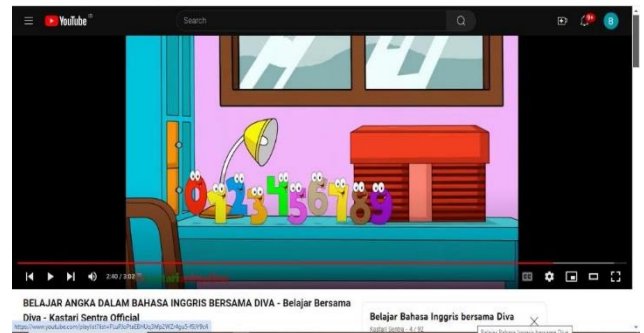 YouTube
Search
9+
B
0123456789
2:40 / 3:02
BELAJAR ANGKA DALAM BAHASA INGGRIS BERSAMA DIVA - Belajar Bersama
Diva - Kastari Sentra Official
Belajar Bahasa Inggris bersama Diva
Kastari Sentra - 4 / 92